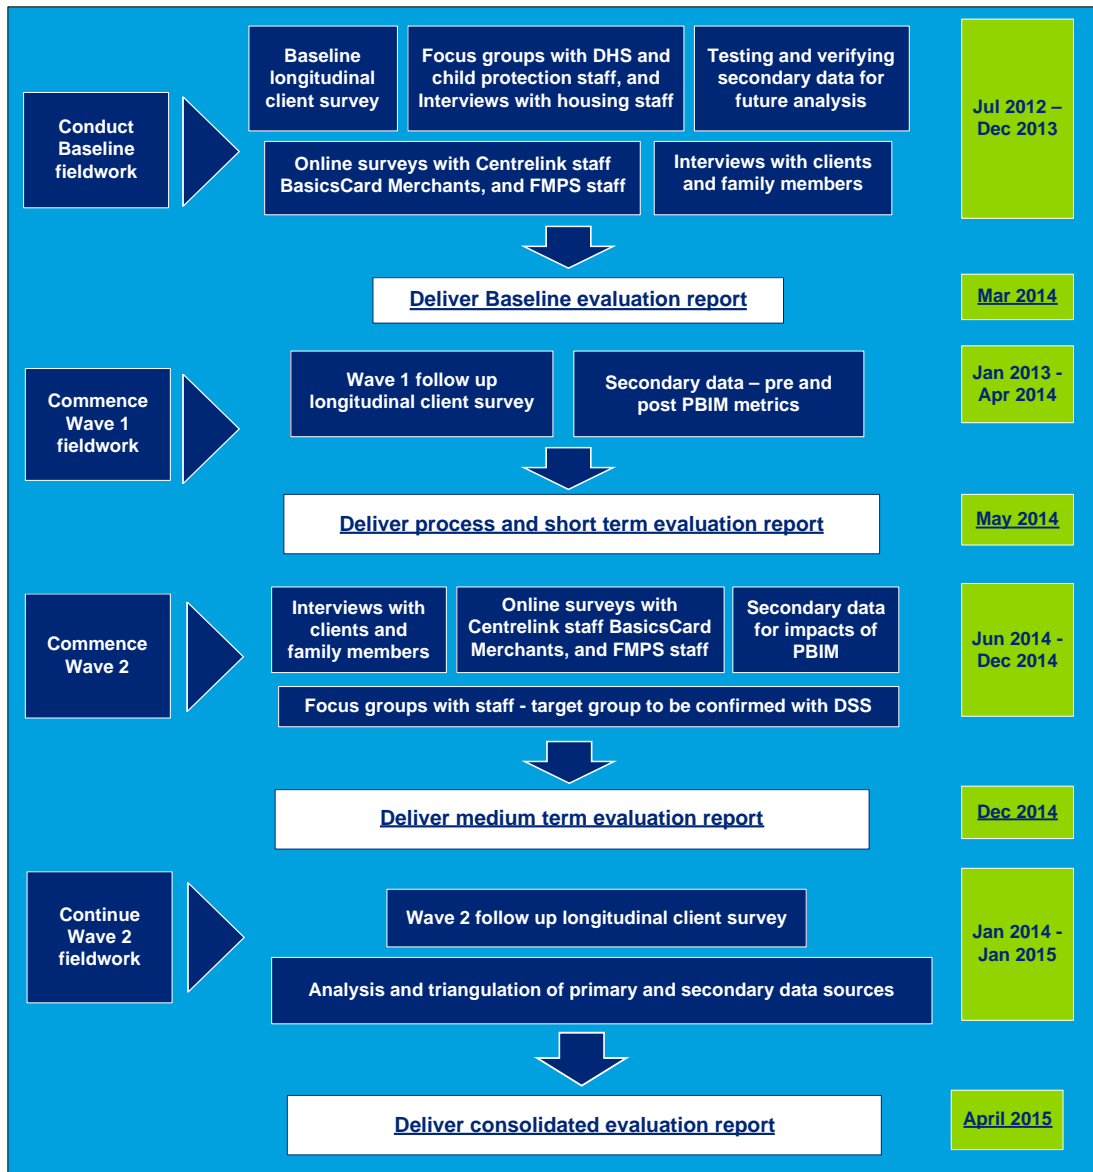 Conduct
Baseline
fieldwork
Baseline
longitudinal
client survey
Focus groups with DHS and
child protection staff, and
Interviews with housing staff
Testing and verifying
secondary data for
future analysis
Online surveys with Centrelink staff
BasicsCard Merchants, and FMPS staff
Interviews with clients
and family members
Jul 2012 –
Dec 2013
Deliver Baseline evaluation report
Mar 2014
Commence
Wave 1
fieldwork
Wave 1 follow up
longitudinal client survey
Secondary data – pre and
post PBIM metrics
Jan 2013 -
Apr 2014
Deliver process and short term evaluation report
May 2014
Commence
Wave 2
Interviews with
clients and
family members
Online surveys with
Centrelink staff BasicsCard
Merchants, and FMPS staff
Secondary data
for impacts of
PBIM
Focus groups with staff - target group to be confirmed with DSS
Jun 2014 -
Dec 2014
Deliver medium term evaluation report
Dec 2014
Continue
Wave 2
fieldwork
Wave 2 follow up longitudinal client survey
Analysis and triangulation of primary and secondary data sources
Jan 2014 -
Jan 2015
Deliver consolidated evaluation report
April 2015